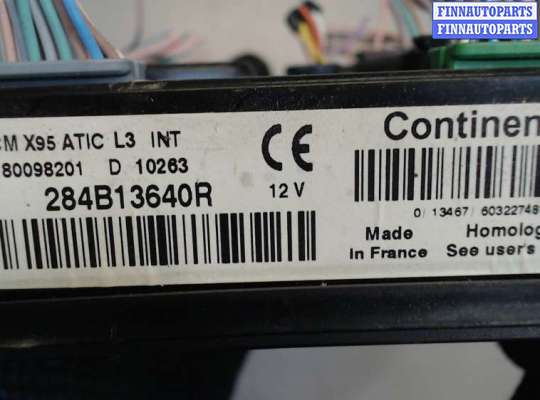 FINNAUTOPARTS
FINNAUTOPARTS
CM X95 ATIC L3 INT
80098201 D 10263
284B13640R
CE
12 V
Continen
0/ 13467/ 60322748
Made
in France
Homolog
See user's